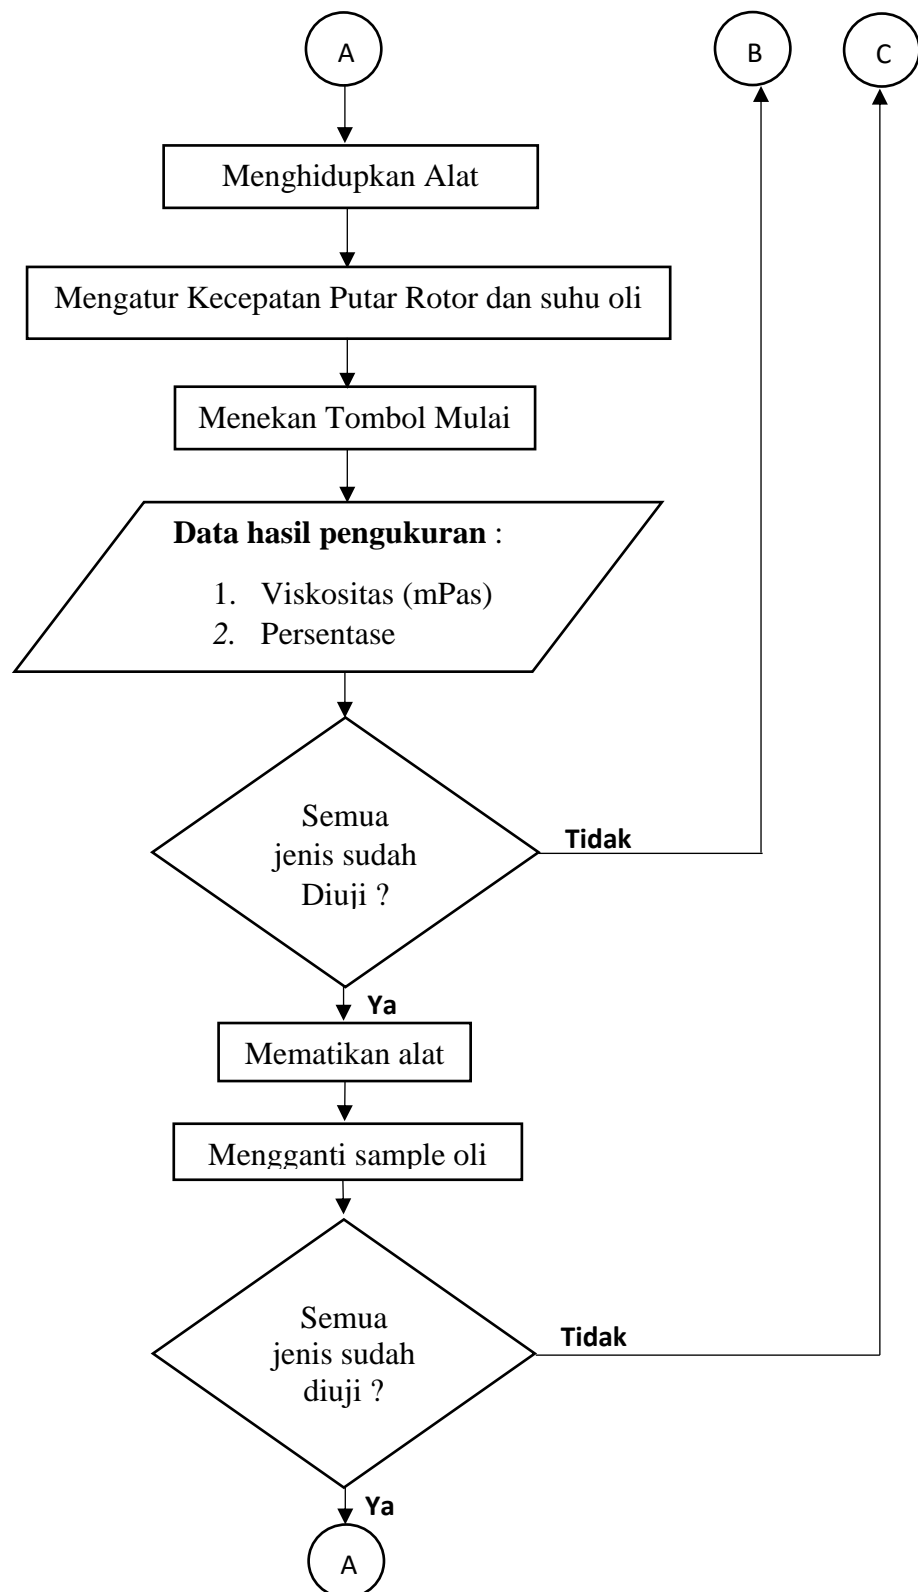 A
B
C
Menghidupkan Alat
Mengatur Kecepatan Putar Rotor dan suhu oli
Menekan Tombol Mulai
Data hasil pengukuran :
1. Viskositas (mPas)
2. Persentase
Semua
jenis sudah
Diuji ?
Tidak
Ya
Mematikan alat
Mengganti sample oli
Semua
jenis sudah
diuji ?
Tidak
Ya
A